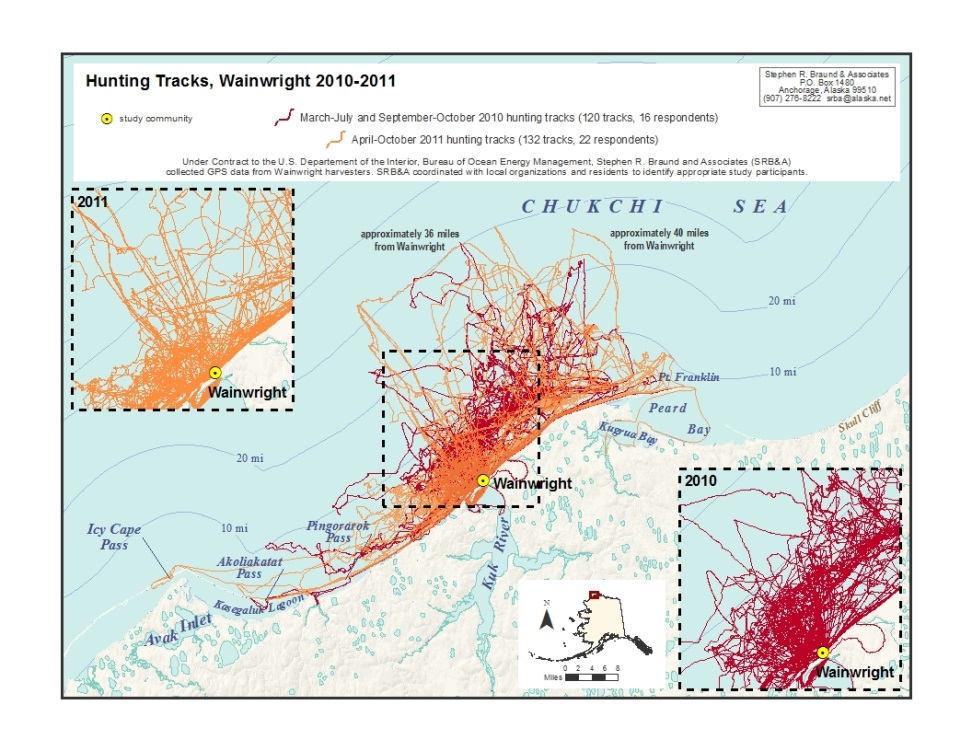 Hunting Tracks, Wainwright 2010-2011
Stephen R. Braund & Associates
P.O. Box 1480
Anchorage, Alaska 99510
(907) 276-8222 srba@alaska.net
study community
March-July and September-October 2010 hunting tracks (120 tracks, 16 respondents)
April-October 2011 hunting tracks (132 tracks, 22 respondents)
Under Contract to the U.S. Departement of the Interior, Bureau of Ocean Energy Management, Stephen R. Braund and Associates (SRB&A)
collected GPS data from Wainwright harvesters. SRB&A coordinated with local organizations and residents to identify appropriate study participants.
2011
Wainwright
CHUKCHI SEA
approximately 36 miles
from Wainwright
approximately 40 miles
from Wainwright
20 mi
10 mi
Pt. Franklin
Peard
Bay
Kugrua Bay
Skull Cliff
20 mi
Wainwright
2010
Wainwright
Icy Cape
Pass
10 mi
Pingorarok
Pass
Akoliakatat
Pass
Kasegaluk Lagoon
Avak Inlet
Kuk River
N
0 2 4 6 8
Miles